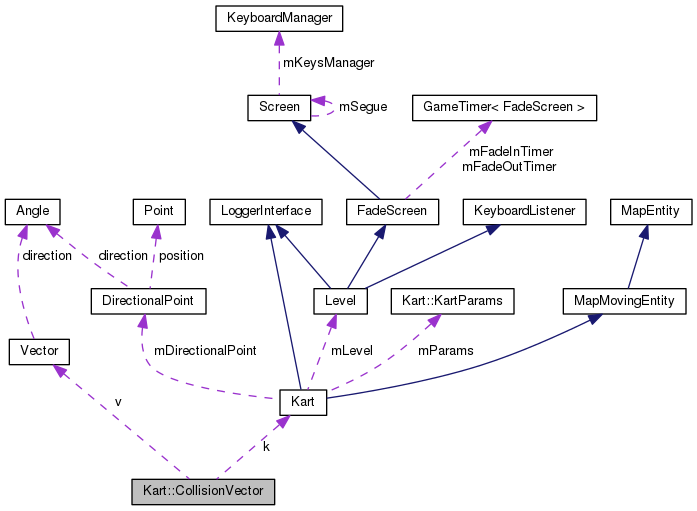 KeyboardManager
mKeysManager
Screen
mSegue
GameTimer< FadeScreen >
mFadeInTimer
mFadeOutTimer
Angle
Point
LoggerInterface
FadeScreen
KeyboardListener
MapEntity
direction
direction
position
DirectionalPoint
Level
Kart::KartParams
MapMovingEntity
Vector
mDirectionalPoint
mLevel
mParams
v
Kart
k
Kart::CollisionVector